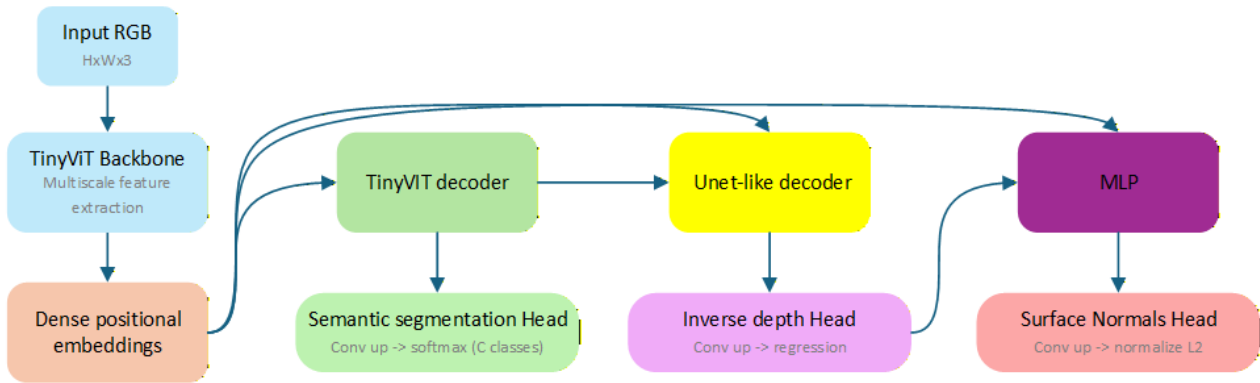 Input RGB
HxWx3
TinyViT Backbone
Multiscale feature
extraction
Dense positional
embeddings
TinyVIT decoder
Semantic segmentation Head
Conv up -> softmax (C classes)
Unet-like decoder
Inverse depth Head
Conv up -> regression
MLP
Surface Normals Head
Conv up -> normalize L2